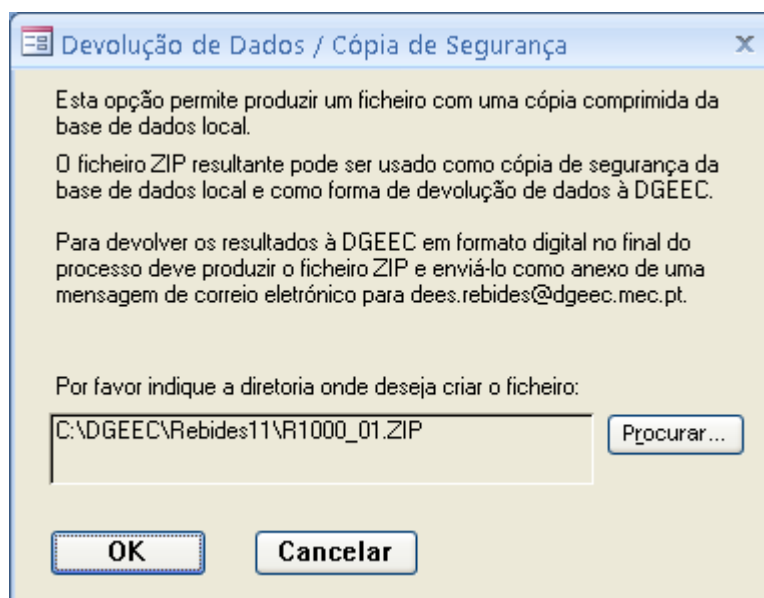 Devolução de Dados / Cópia de Segurança
Esta opção permite produzir um ficheiro com uma cópia comprimida da
base de dados local.
O ficheiro ZIP resultante pode ser usado como cópia de segurança da
base de dados local e como forma de devolução de dados à DGEEC.
Para devolver os resultados à DGEEC em formato digital no final do
processo deve produzir o ficheiro ZIP e enviá-lo como anexo de uma
mensagem de correio eletrónico para dees.rebides@dgeec.mec.pt.
Por favor indique a diretoria onde deseja criar o ficheiro:
C:\DGEEC\Rebides11\R1000_01.ZIP
Procurar...
OK
Cancelar